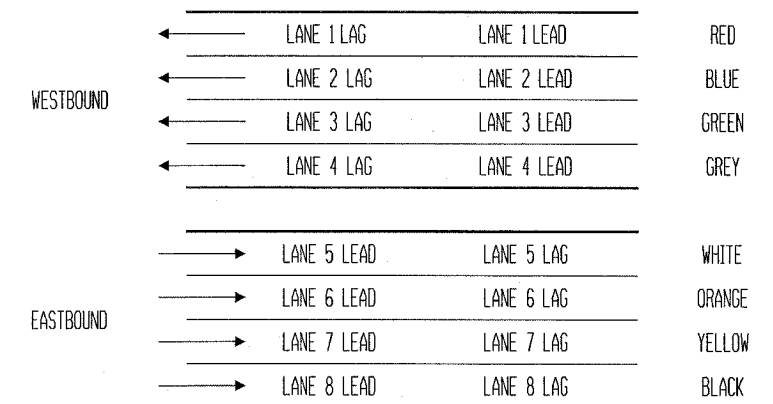 LANE 1 LAG LANE 1 LEAD RED
LANE 2 LAG LANE 2 LEAD BLUE
WESTBOUND
LANE 3 LAG LANE 3 LEAD GREEN
LANE 4 LAG LANE 4 LEAD GREY
LANE 5 LEAD LANE 5 LAG WHITE
LANE 6 LEAD LANE 6 LAG ORANGE
EASTBOUND
LANE 7 LEAD LANE 7 LAG YELLOW
LANE 8 LEAD LANE 8 LAG BLACK